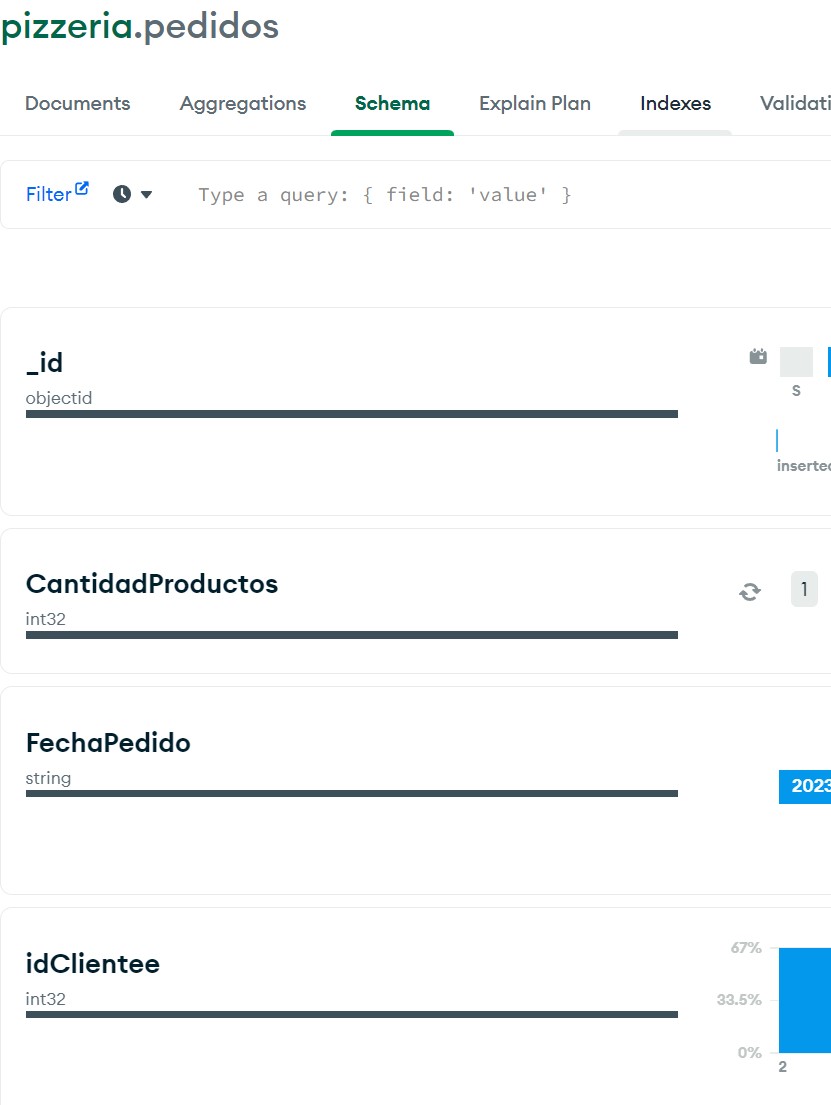 pizzeria.pedidos
Documents Aggregations Schema Explain Plan Indexes Validati
Filter Type a query: { field: 'value' }
_id
objectid
S
inserted
CantidadProductos
int32
1
FechaPedido
string
2023
idClientee
int32
67%
33.5%
0%
2